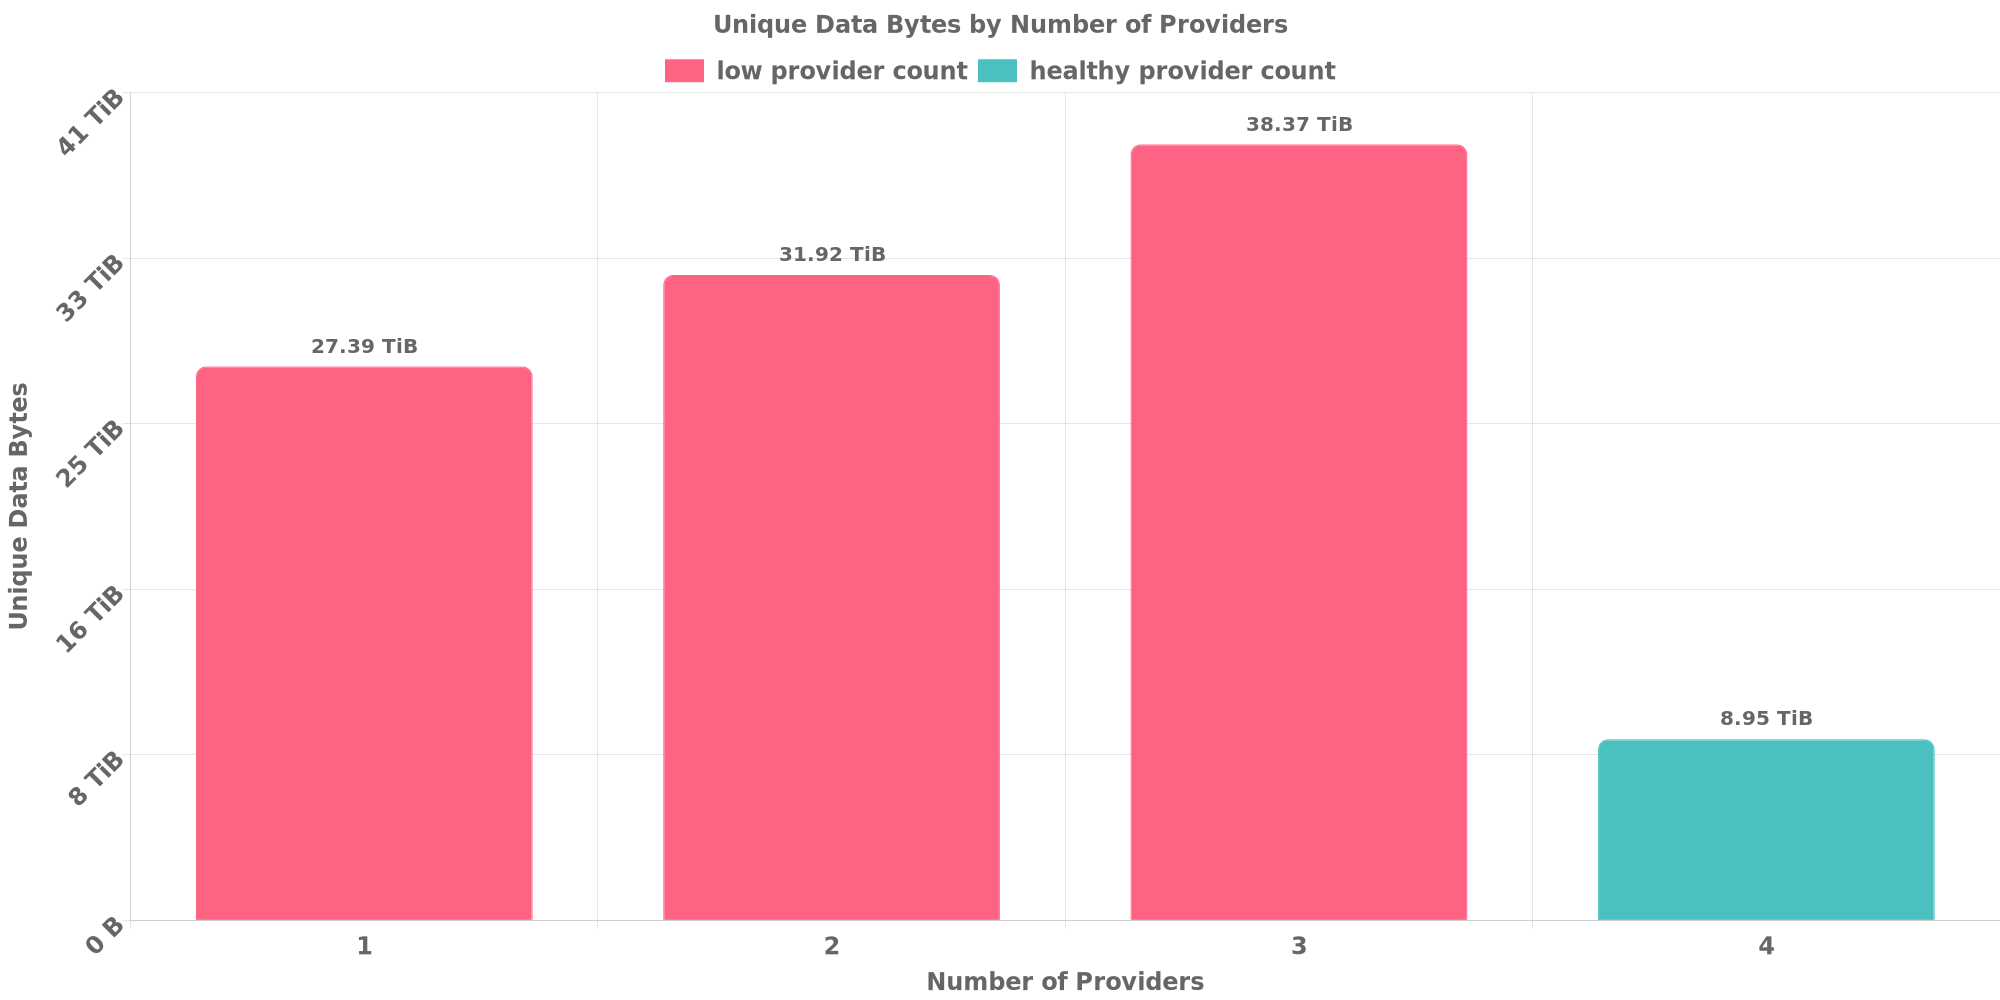 Unique Data Bytes by Number of Providers
low provider count healthy provider count
41 TiB
33 TiB
25 TiB
16 TiB
8 TiB
0 B
Unique Data Bytes
27.39 TiB
31.92 TiB
38.37 TiB
8.95 TiB
1 2 3 4
Number of Providers